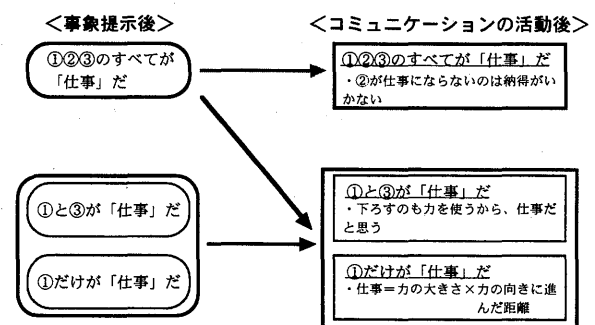 <事象提示後>
<コミュニケーションの活動後>
①②③のすべてが
「仕事」だ
①②③のすべてが「仕事」だ
・②が仕事にならないのは納得がい
かない
①と③が「仕事」だ
①だけが「仕事」だ
①と③が「仕事」だ
・下ろすのも力を使うから、仕事だ
と思う
①だけが「仕事」だ
・仕事=力の大きさ×力の向きに進
んだ距離